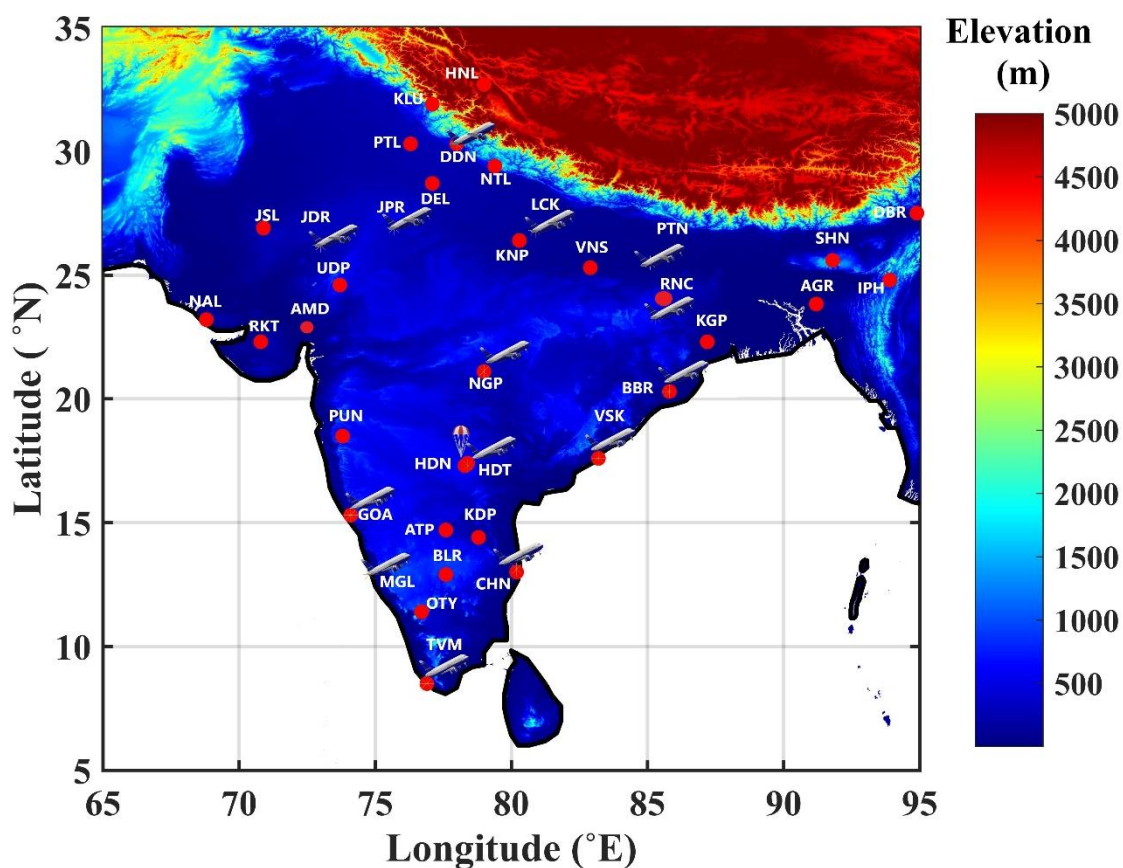 Elevation
(m)
5000
4500
4000
3500
3000
2500
2000
1500
1000
500
35
30
25
20
15
10
5
Latitude ( °N)
65
70
75
80
85
90
95
Longitude (°E)
HNL
KLU
PTL
DDN
NTL
DEL
JSL
JDR
JPR
LCK
KNP
VNS
PTN
DBR
SHN
UDP
NAL
AMD
RKT
RNC
AGR
IPH
KGP
NGP
BBR
PUN
VSK
HDN
HDT
GOA
ATP
KDP
BLR
MGL
CHN
OTY
TVM